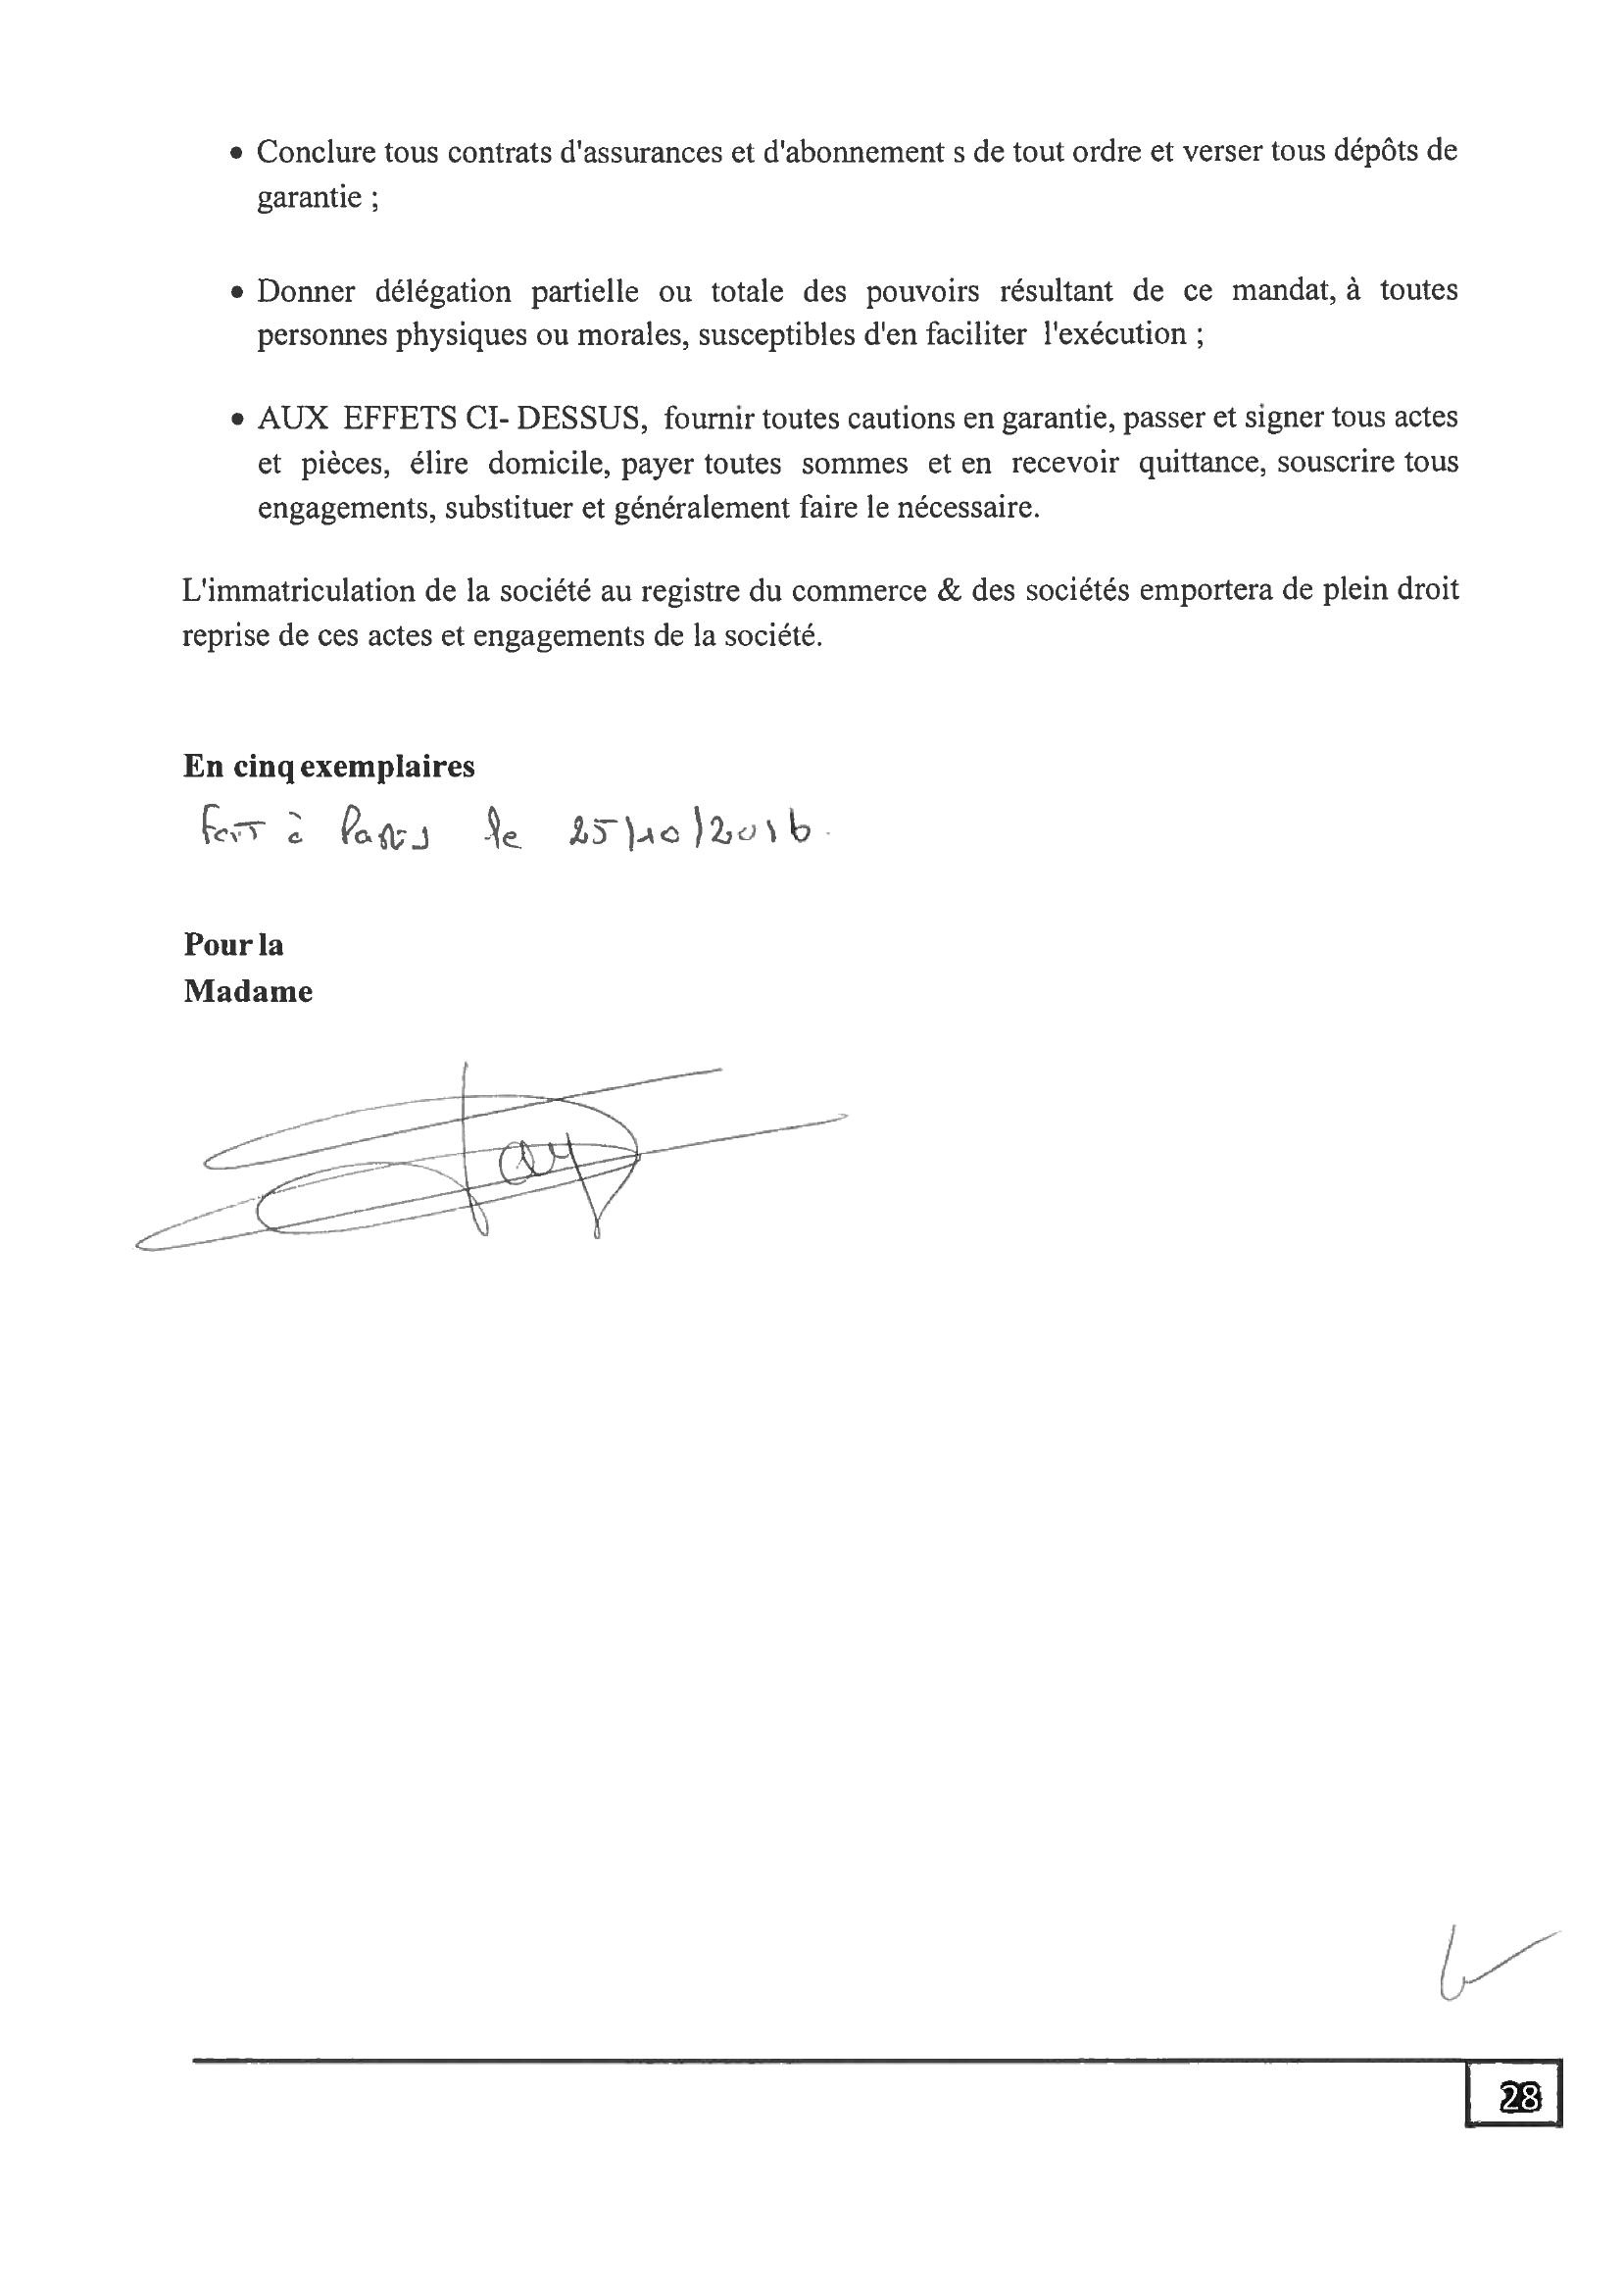 • Conclure tous contrats d'assurances et d'abonnement s de tout ordre et verser tous dépôts de
garantie ;
• Donner délégation partielle ou totale des pouvoirs résultant de ce mandat, à toutes
personnes physiques ou morales, susceptibles d'en faciliter l'exécution ;
• AUX EFFETS CI- DESSUS, fournir toutes cautions en garantie, passer et signer tous actes
et pièces, élire domicile, payer toutes sommes et en recevoir quittance, souscrire tous
engagements, substituer et généralement faire le nécessaire.
L'immatriculation de la société au registre du commerce & des sociétés emportera de plein droit
reprise de ces actes et engagements de la société.
En cinq exemplaires
Fait à Paris le 25/10/2016.
Pour la
Madame
28